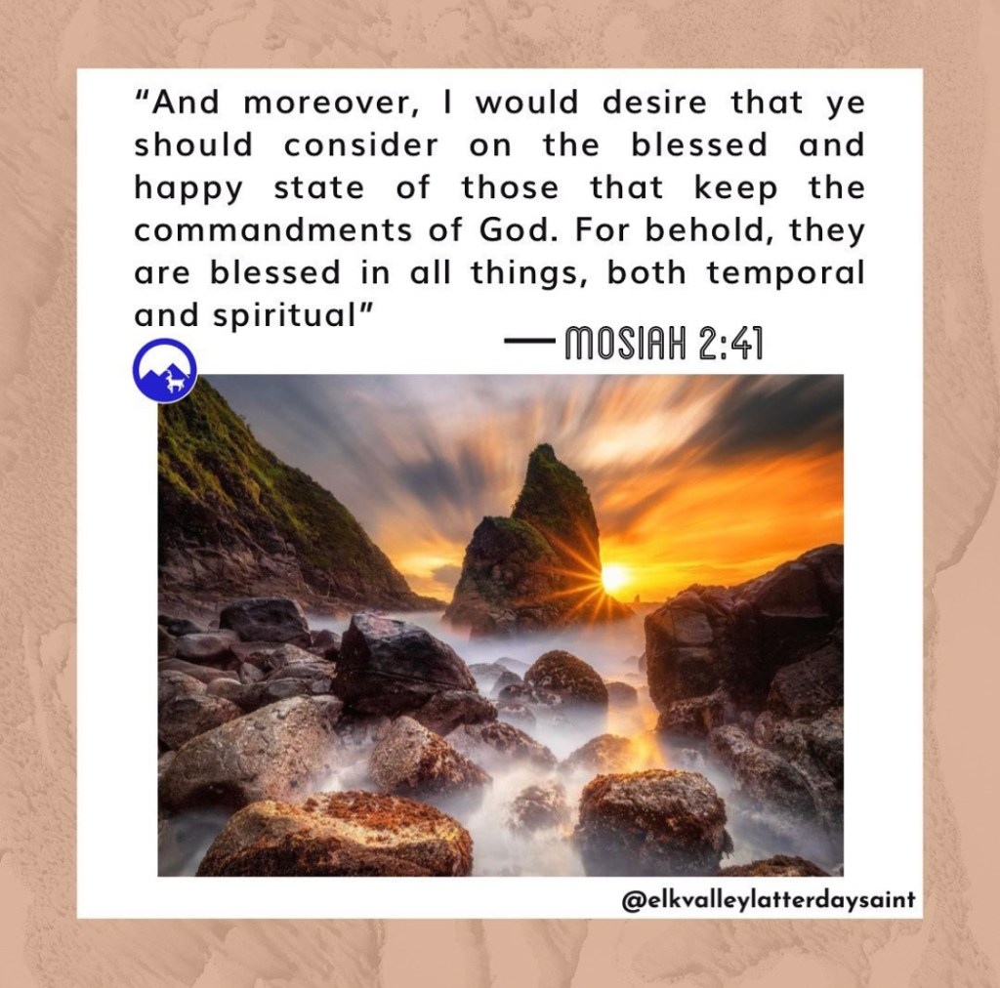 “And moreover, I would desire that ye
should consider on the blessed and
happy state of those that keep the
commandments of God. For behold, they
are blessed in all things, both temporal
and spiritual”
— MOSIAH 2:41
@elkvalleylatterdaysaint